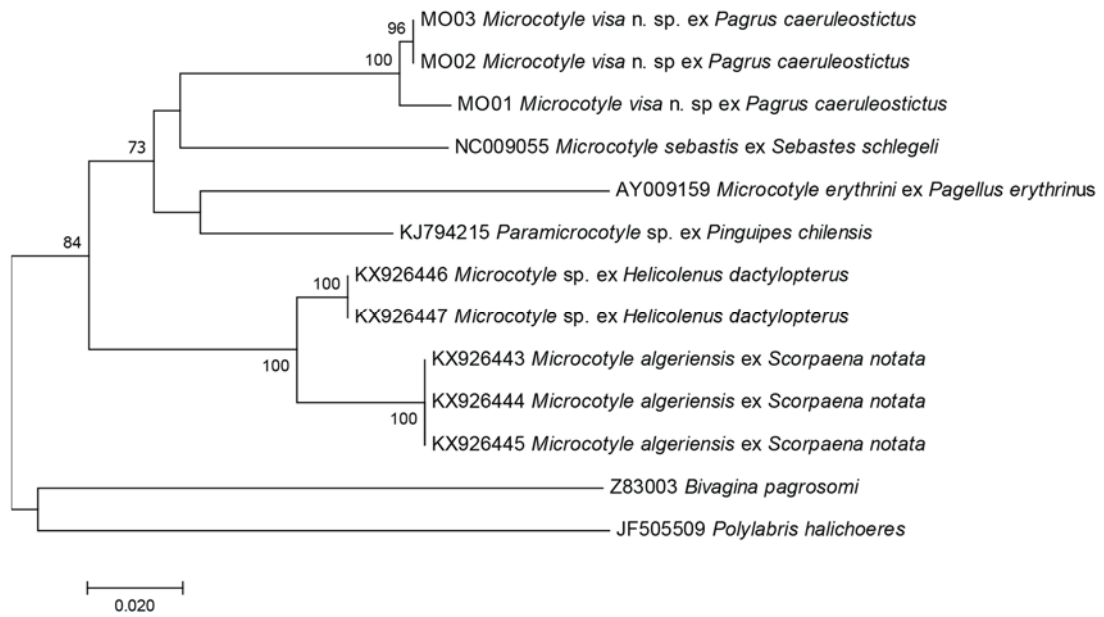 96
MO03 Microcotyle visa n. sp. ex Pagrus caeruleostictus
100
MO02 Microcotyle visa n. sp ex Pagrus caeruleostictus
MO01 Microcotyle visa n. sp ex Pagrus caeruleostictus
73
NC009055 Microcotyle sebastis ex Sebastes schlegeli
AY009159 Microcotyle erythrini ex Pagellus erythrinus
84
KJ794215 Paramicrocotyle sp. ex Pinguipes chilensis
100
KX926446 Microcotyle sp. ex Helicolenus dactylopterus
KX926447 Microcotyle sp. ex Helicolenus dactylopterus
100
KX926443 Microcotyle algeriensis ex Scorpaena notata
KX926444 Microcotyle algeriensis ex Scorpaena notata
100
KX926445 Microcotyle algeriensis ex Scorpaena notata
Z83003 Bivagina pagrosomi
JF505509 Polylabris halichoeres
0.020